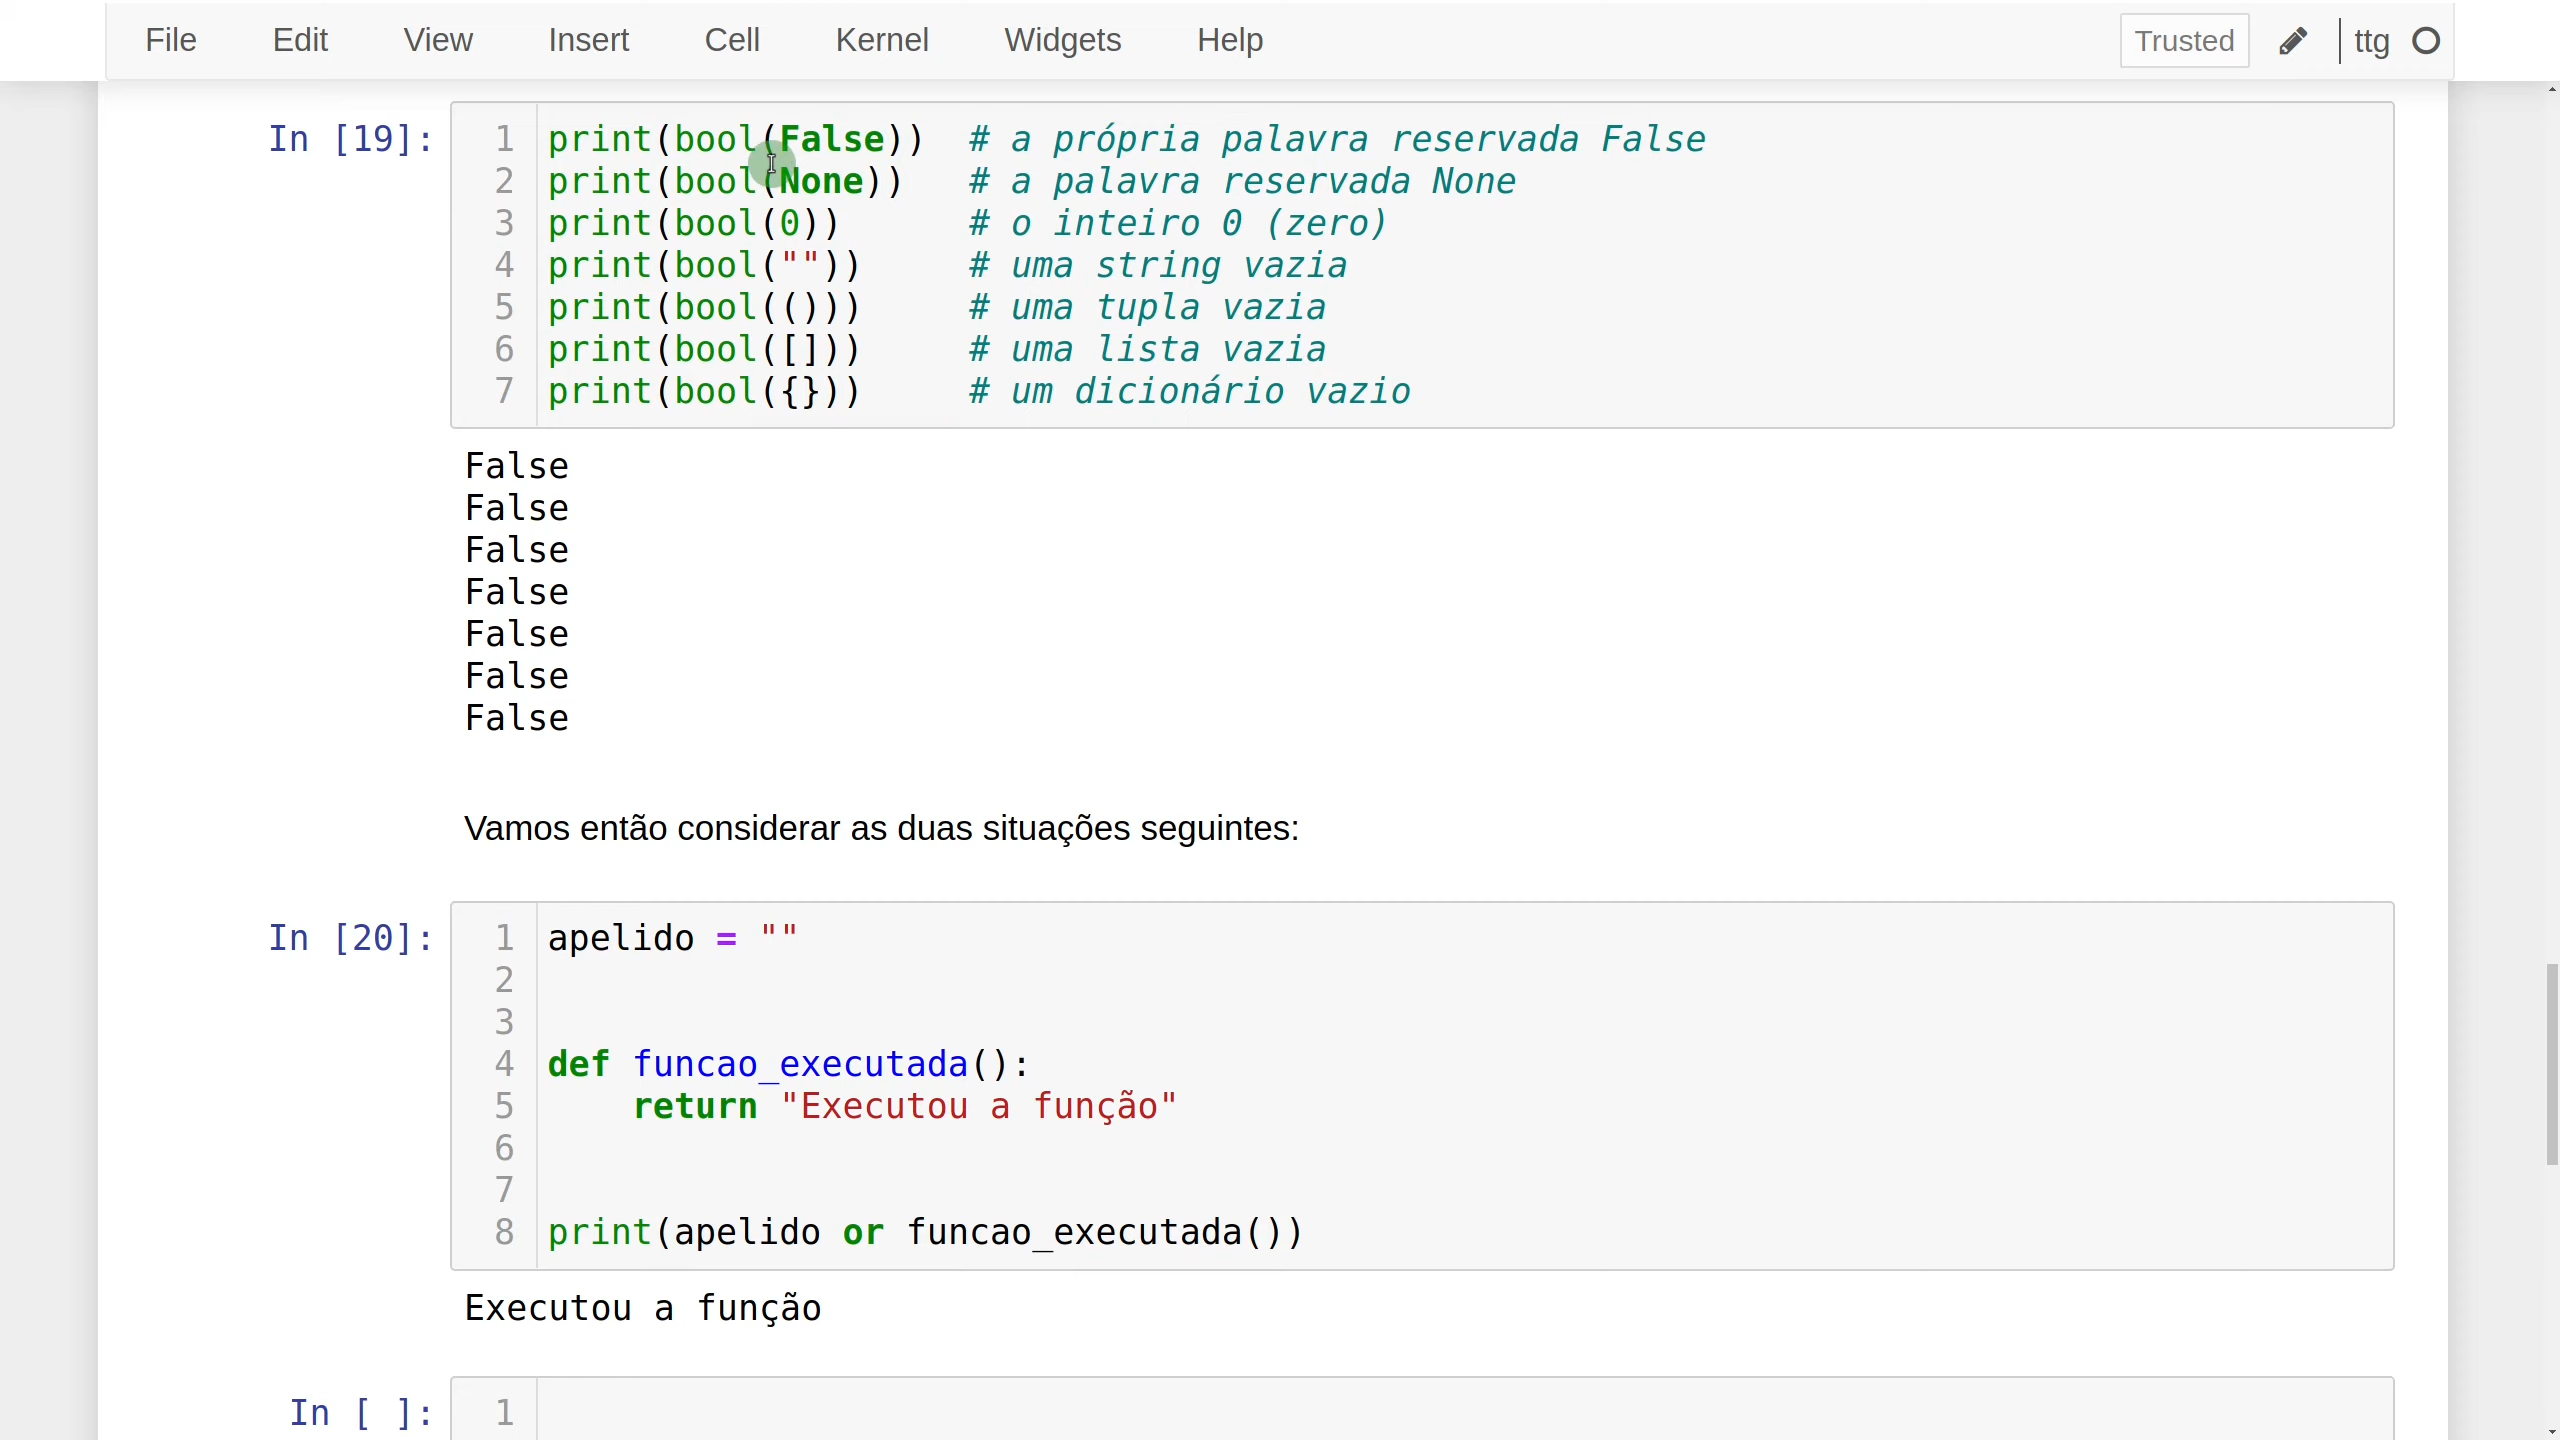 File Edit View Insert Cell Kernel Widgets Help Trusted ttg
In [19]:
1 print(bool(False))  # a própria palavra reservada False
2 print(bool(None))   # a palavra reservada None
3 print(bool(0))      # o inteiro 0 (zero)
4 print(bool(""))     # uma string vazia
5 print(bool(()))     # uma tupla vazia
6 print(bool([]))     # uma lista vazia
7 print(bool({}))     # um dicionário vazio
False
False
False
False
False
False
False
Vamos então considerar as duas situações seguintes:
In [20]:
1 apelido = ""
2
3
4 def funcao_executada():
5     return "Executou a função"
6
7
8 print(apelido or funcao_executada())
Executou a função
In [ ]:
1